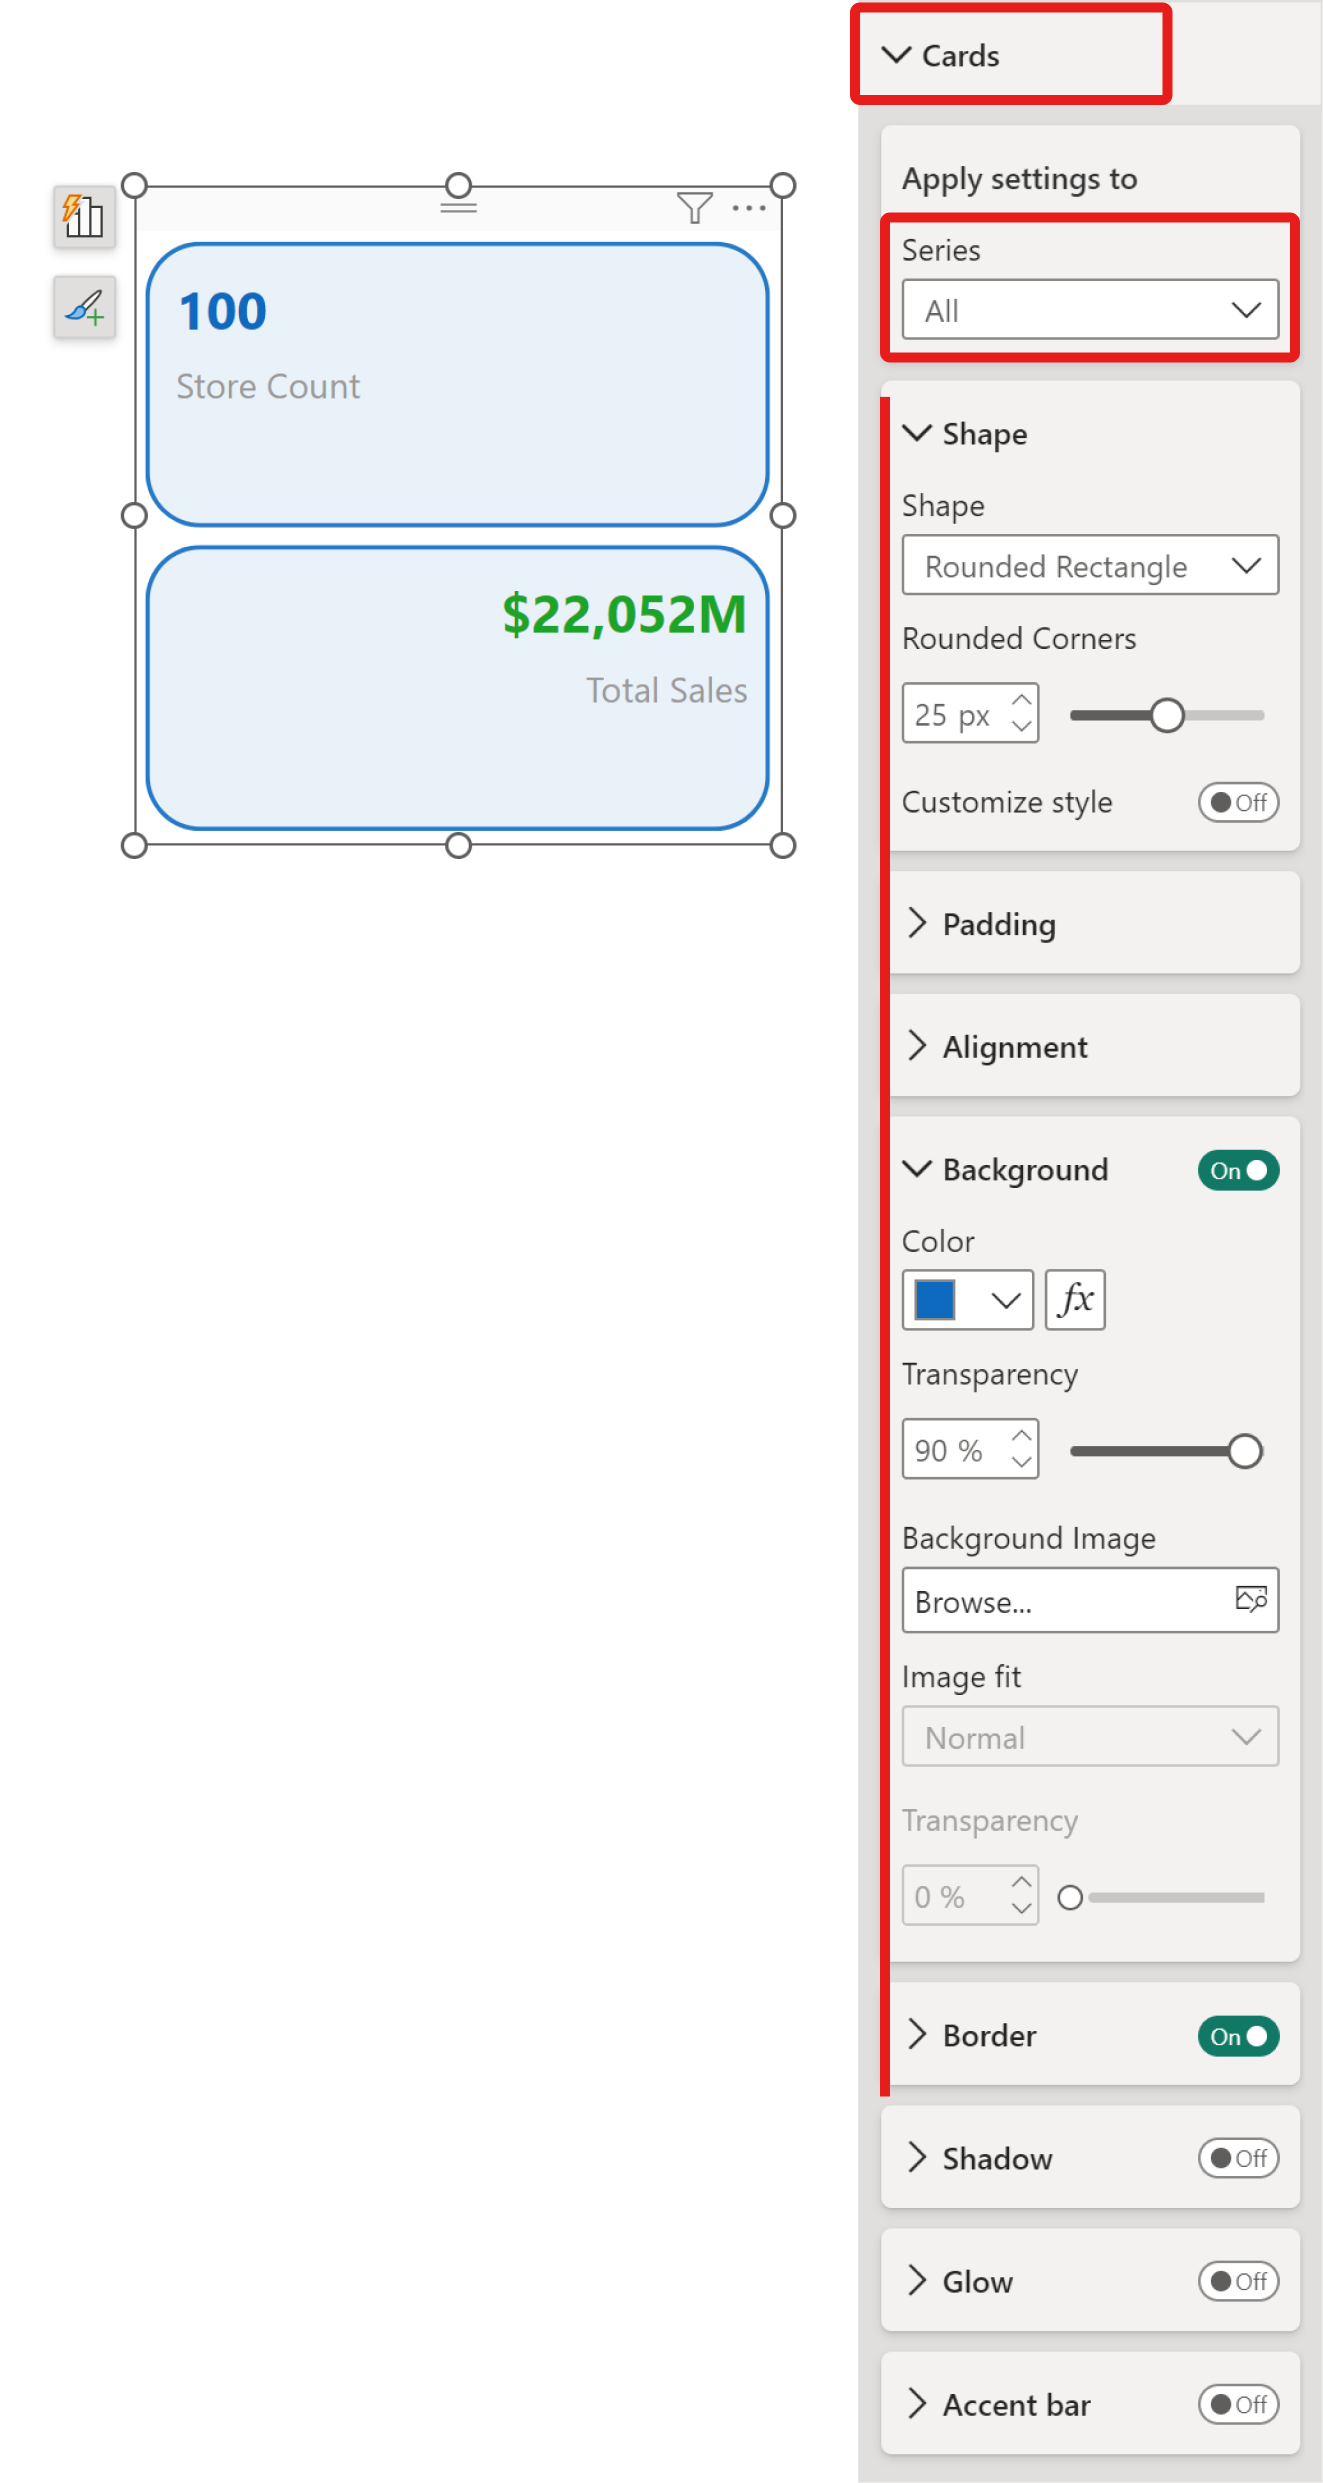 100
Store Count
$22,052M
Total Sales
Cards
Apply settings to
Series
All
Shape
Shape
Rounded Rectangle
Rounded Corners
25 px
Customize style
Off
Padding
Alignment
Background
On
Color
fx
Transparency
90 %
Background Image
Browse...
Image fit
Normal
Transparency
0 %
Border
On
Shadow
Off
Glow
Off
Accent bar
Off